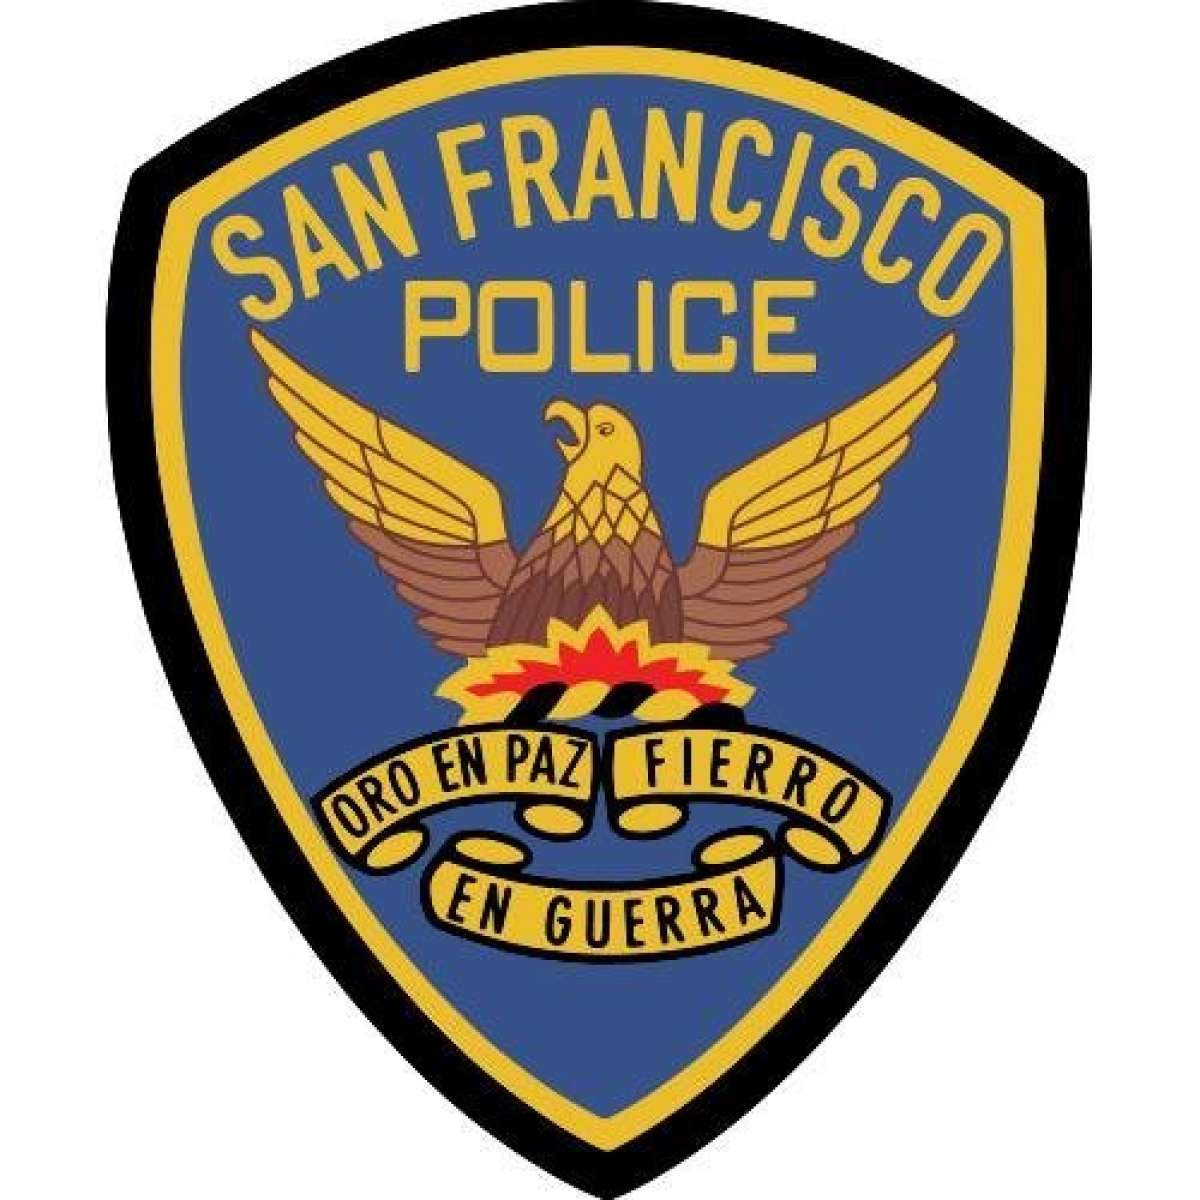 SAN FRANCISCO
POLICE
ORO EN PAZ
FIERRO
EN GUERRA